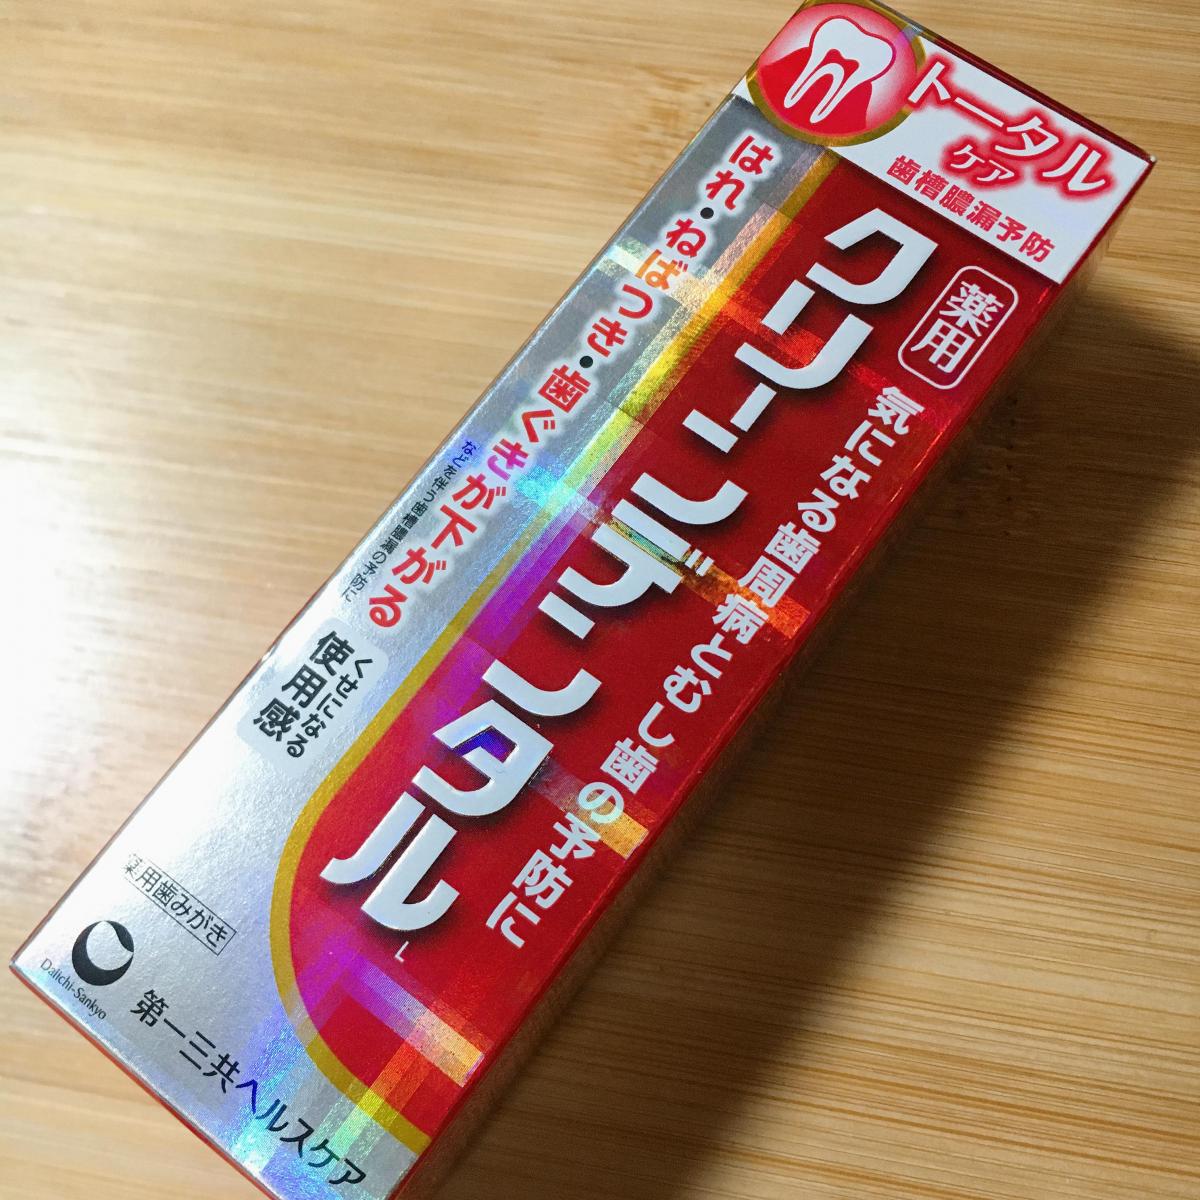 トータル
ケア
歯槽膿漏予防
薬用
気になる歯周病とむし歯の予防に
クリーンデンタル
L
はれ・ねばつき・歯ぐきが下がる
などを伴う歯槽膿漏の予防に
くせになる
使用感
薬用歯みがき
Daiichi-Sankyo
第一三共ヘルスケア